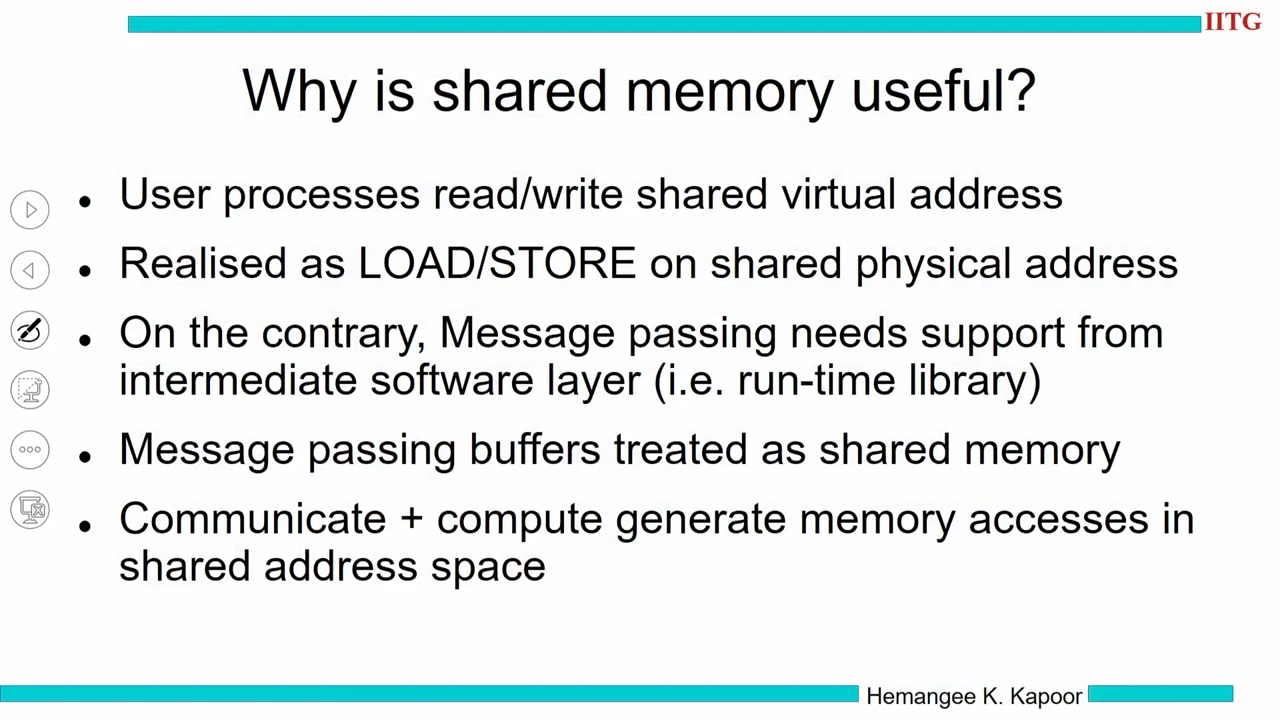 IITG
Why is shared memory useful?
• User processes read/write shared virtual address
• Realised as LOAD/STORE on shared physical address
• On the contrary, Message passing needs support from
intermediate software layer (i.e. run-time library)
• Message passing buffers treated as shared memory
• Communicate + compute generate memory accesses in
shared address space
Hemangee K. Kapoor